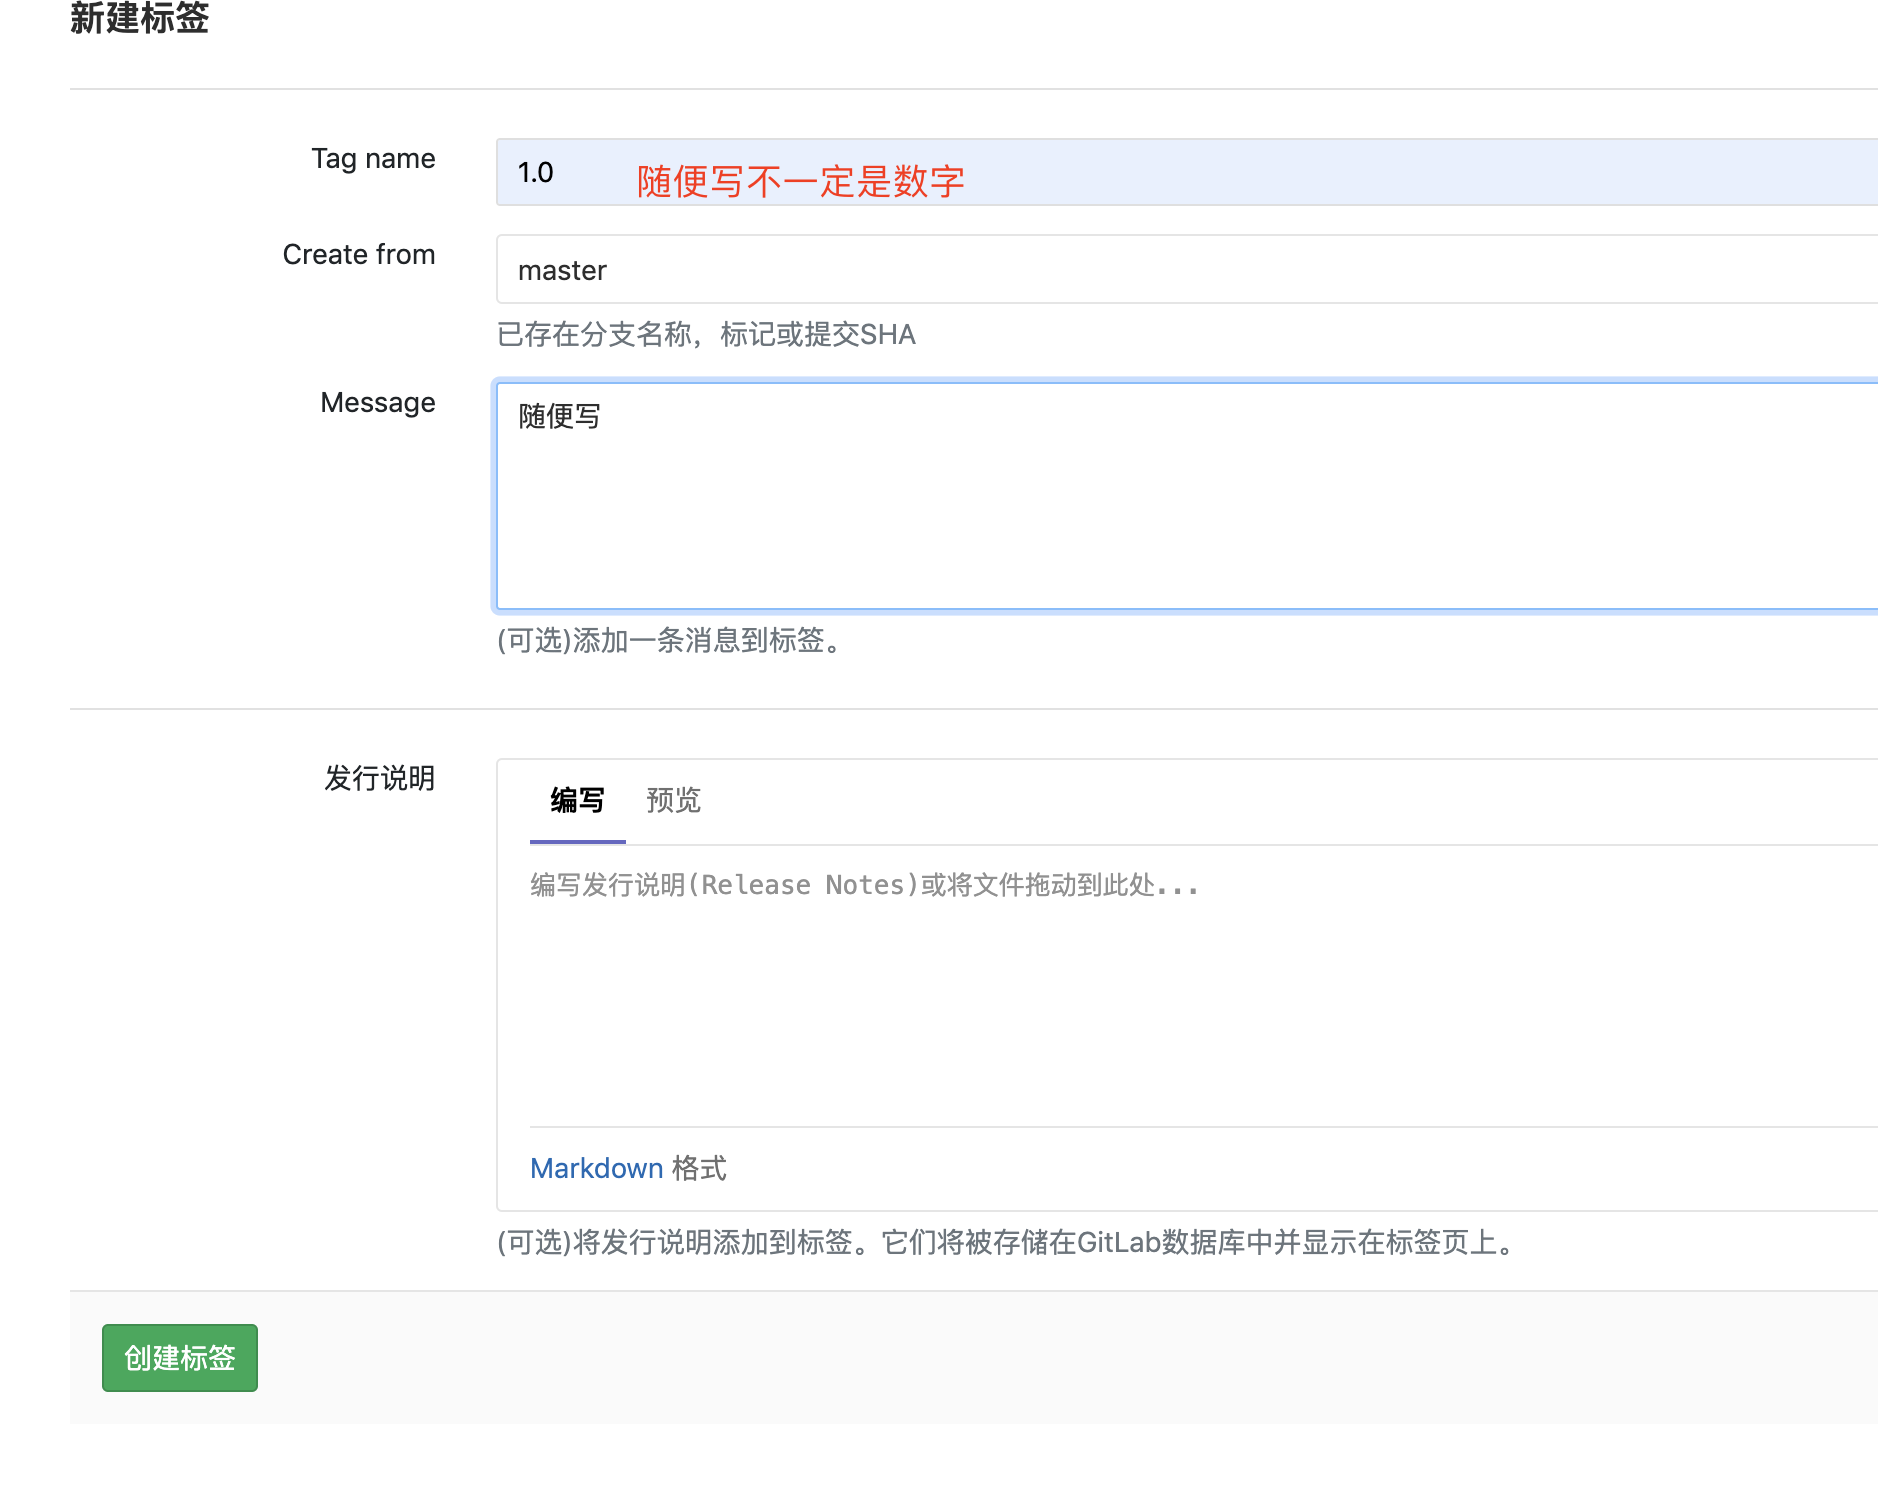 新建标签
Tag name
1.0
随便写不一定是数字
Create from
master
已存在分支名称，标记或提交SHA
Message
随便写
(可选)添加一条消息到标签。
发行说明
编写
预览
编写发行说明(Release Notes)或将文件拖动到此处...
Markdown 格式
(可选)将发行说明添加到标签。它们将被存储在GitLab数据库中并显示在标签页上。
创建标签